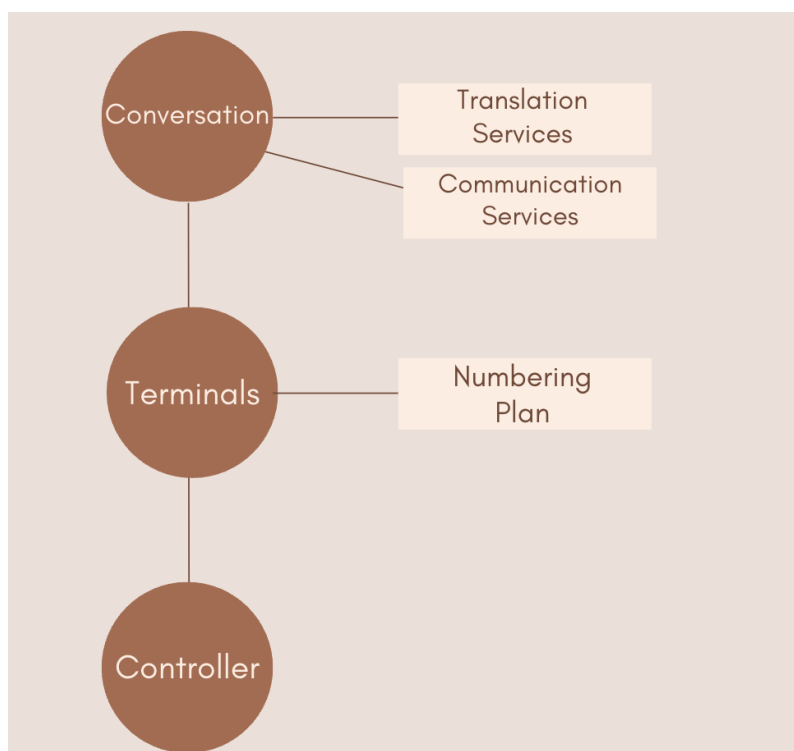 Conversation
Translation
Services
Communication
Services
Terminals
Numbering
Plan
Controller